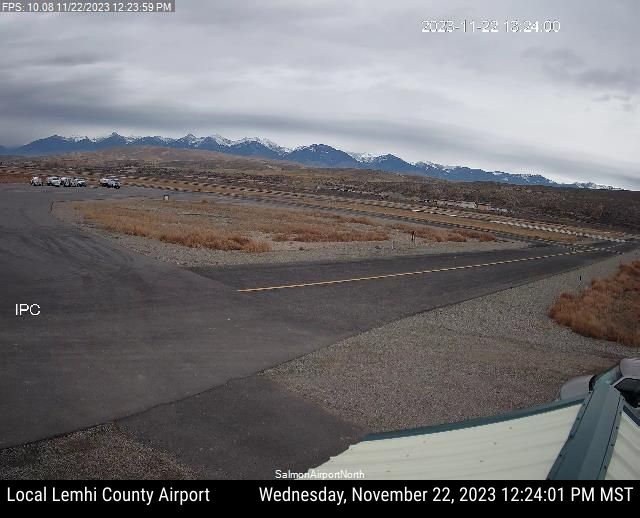 FPS: 10.08 11/22/2023 12:23:59 PM
2023-11-22 13:24:00
IPC
SalmonAirportNorth
Local Lemhi County Airport Wednesday, November 22, 2023 12:24:01 PM MST